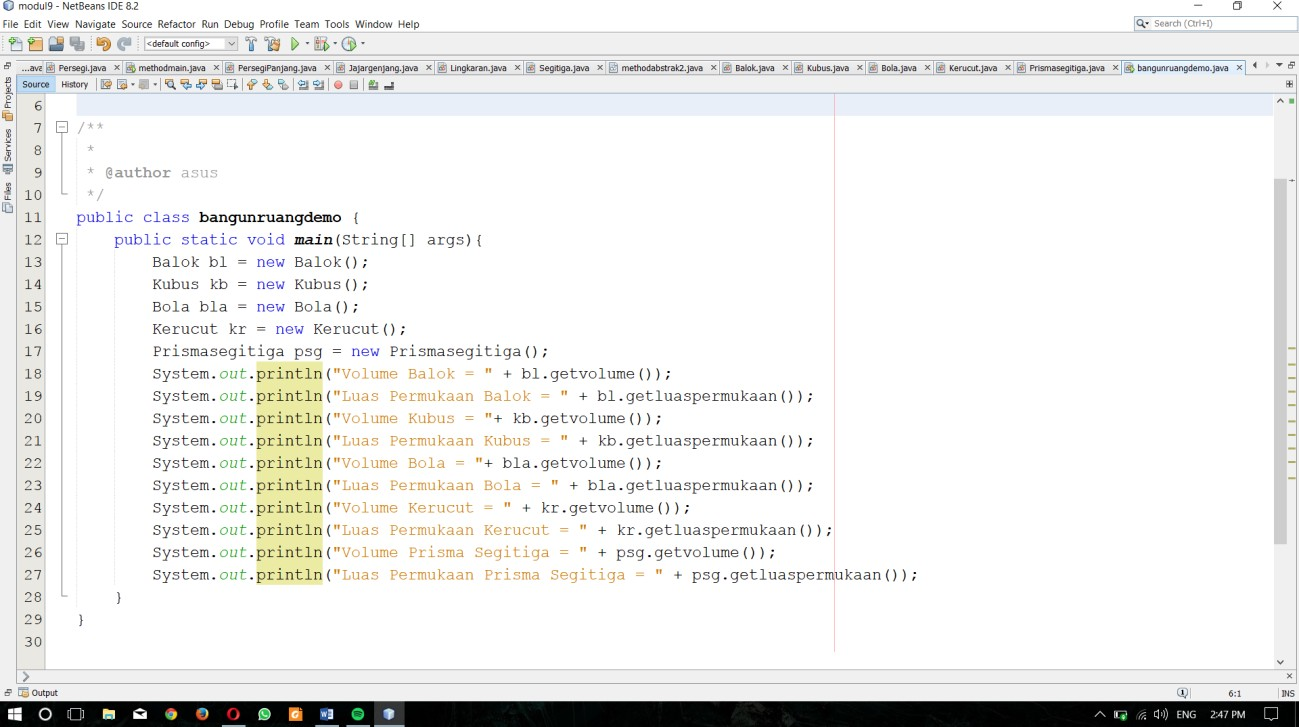 modul9 - NetBeans IDE 8.2
File Edit View Navigate Source Refactor Run Debug Profile Team Tools Window Help
Search (Ctrl+I)
<default config>
...ava Persegi.java methodmain.java PersegiPanjang.java Jajargenjang.java Lingkaran.java Segitiga.java methodabstrak2.java Balok.java Kubus.java Bola.java Kerucut.java Prismasegitiga.java bangunruangdemo.java
Source History
Projects
Services
Files
6
7 /**
8 *
9 * @author asus
10 */
11 public class bangunruangdemo {
12 public static void main(String[] args){
13 Balok bl = new Balok();
14 Kubus kb = new Kubus();
15 Bola bla = new Bola();
16 Kerucut kr = new Kerucut();
17 Prismasegitiga psg = new Prismasegitiga();
18 System.out.println("Volume Balok = " + bl.getvolume());
19 System.out.println("Luas Permukaan Balok = " + bl.getluaspermukaan());
20 System.out.println("Volume Kubus = "+ kb.getvolume());
21 System.out.println("Luas Permukaan Kubus = " + kb.getluaspermukaan());
22 System.out.println("Volume Bola = "+ bla.getvolume());
23 System.out.println("Luas Permukaan Bola = " + bla.getluaspermukaan());
24 System.out.println("Volume Kerucut = " + kr.getvolume());
25 System.out.println("Luas Permukaan Kerucut = " + kr.getluaspermukaan());
26 System.out.println("Volume Prisma Segitiga = " + psg.getvolume());
27 System.out.println("Luas Permukaan Prisma Segitiga = " + psg.getluaspermukaan());
28 }
29 }
30
Output
1
6:1
INS
ENG 2:47 PM